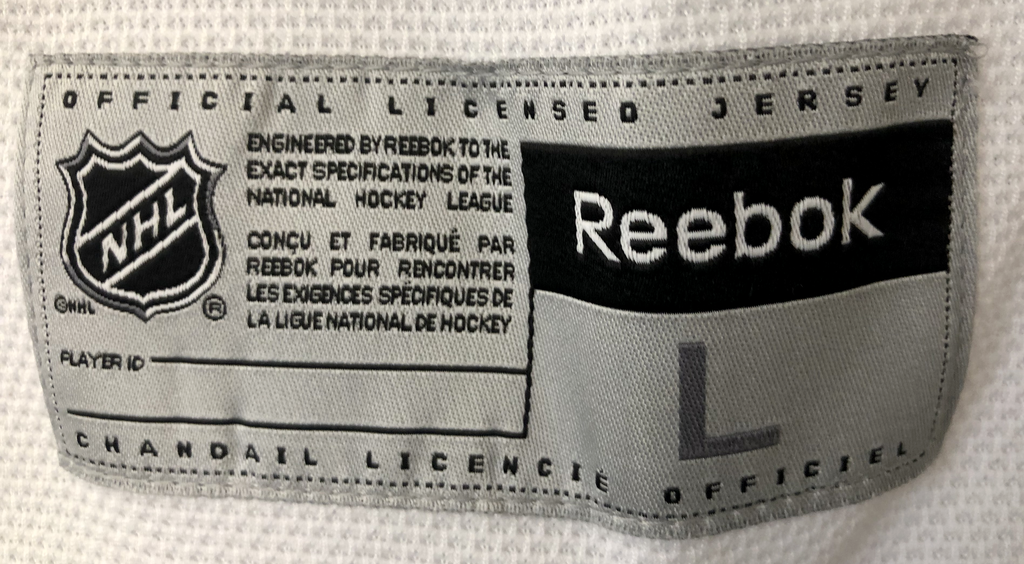 OFFICIAL LICENSED JERSEY
NHL
©NHL
®
ENGINEERED BY REEBOK TO THE
EXACT SPECIFICATIONS OF THE
NATIONAL HOCKEY LEAGUE
CONÇU ET FABRIQUÉ PAR
REEBOK POUR RENCONTRER
LES EXIGENCES SPÉCIFIQUES DE
LA LIGUE NATIONAL DE HOCKEY
PLAYER ID
Reebok
L
CHANDAIL LICENCIÉ OFFICIEL